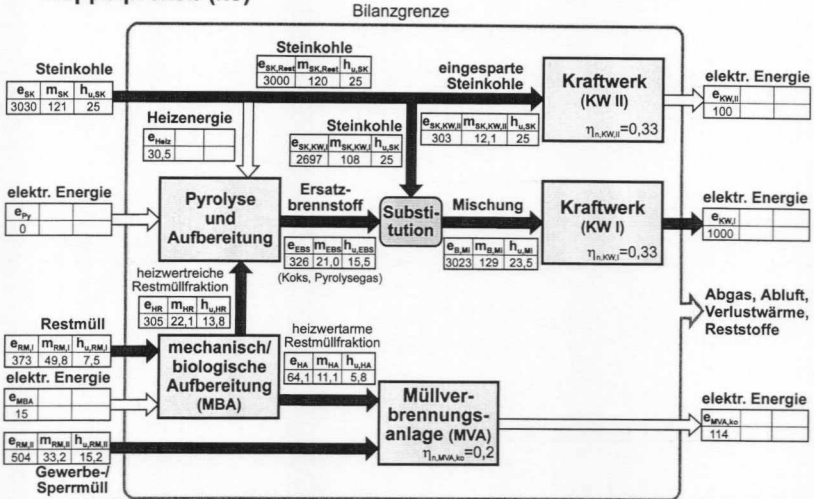 Bilanzgrenze
Steinkohle
e_SK,Rest m_SK,Rest h_u,SK
3000 120 25
Steinkohle
e_SK m_SK h_u,SK
3030 121 25
eingesparte
Steinkohle
e_SK,KW,II m_SK,KW,II h_u,SK
303 12,1 25
Kraftwerk
(KW II)
η_n,KW,II=0,33
elektr. Energie
e_KW,II
100
Heizenergie
e_Heiz
30,5
Steinkohle
e_SK,KW,I m_SK,KW,I h_u,SK
2697 108 25
elektr. Energie
e_Py
0
Pyrolyse
und
Aufbereitung
Ersatz-
brennstoff
e_EBS m_EBS h_u,EBS
326 21,0 15,5
(Koks, Pyrolysegas)
Substi-
tution
Mischung
e_B,Mi m_B,Mi h_u,Mi
3023 129 23,5
Kraftwerk
(KW I)
η_n,KW,I=0,33
elektr. Energie
e_KW,I
1000
heizwertreiche
Restmüllfraktion
e_HR m_HR h_u,HR
305 22,1 13,8
Abgas, Abluft,
Verlustwärme,
Reststoffe
Restmüll
e_RM,I m_RM,I h_u,RM,I
373 49,8 7,5
elektr. Energie
e_MBA
15
mechanisch/
biologische
Aufbereitung
(MBA)
heizwertarme
Restmüllfraktion
e_HA m_HA h_u,HA
64,1 11,1 5,8
Müllver-
brennungs-
anlage (MVA)
η_n,MVA,ko=0,2
elektr. Energie
e_MVA,ko
114
e_RM,II m_RM,II h_u,RM,II
504 33,2 15,2
Gewerbe-/
Sperrmüll